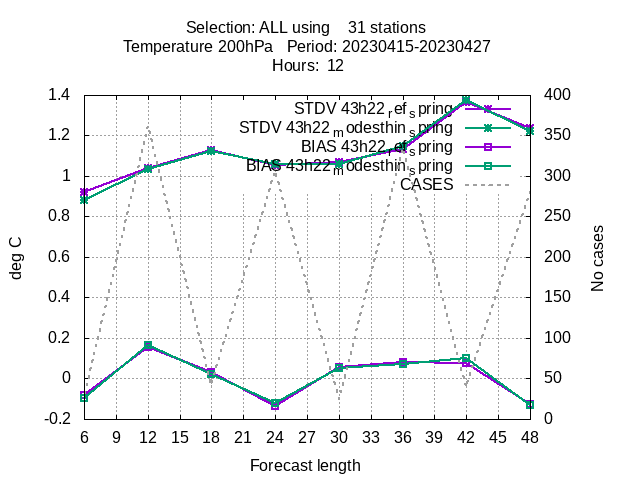 Selection: ALL using    31 stations
Temperature 200hPa   Period: 20230415-20230427
Hours:  12
STDV 43h22_ref_spring
STDV 43h22_modesthin_spring
BIAS 43h22_ref_spring
BIAS 43h22_modesthin_spring
CASES
1.4
1.2
1
0.8
0.6
0.4
0.2
0
-0.2
400
350
300
250
200
150
100
50
0
deg C
No cases
6 9 12 15 18 21 24 27 30 33 36 39 42 45 48
Forecast length